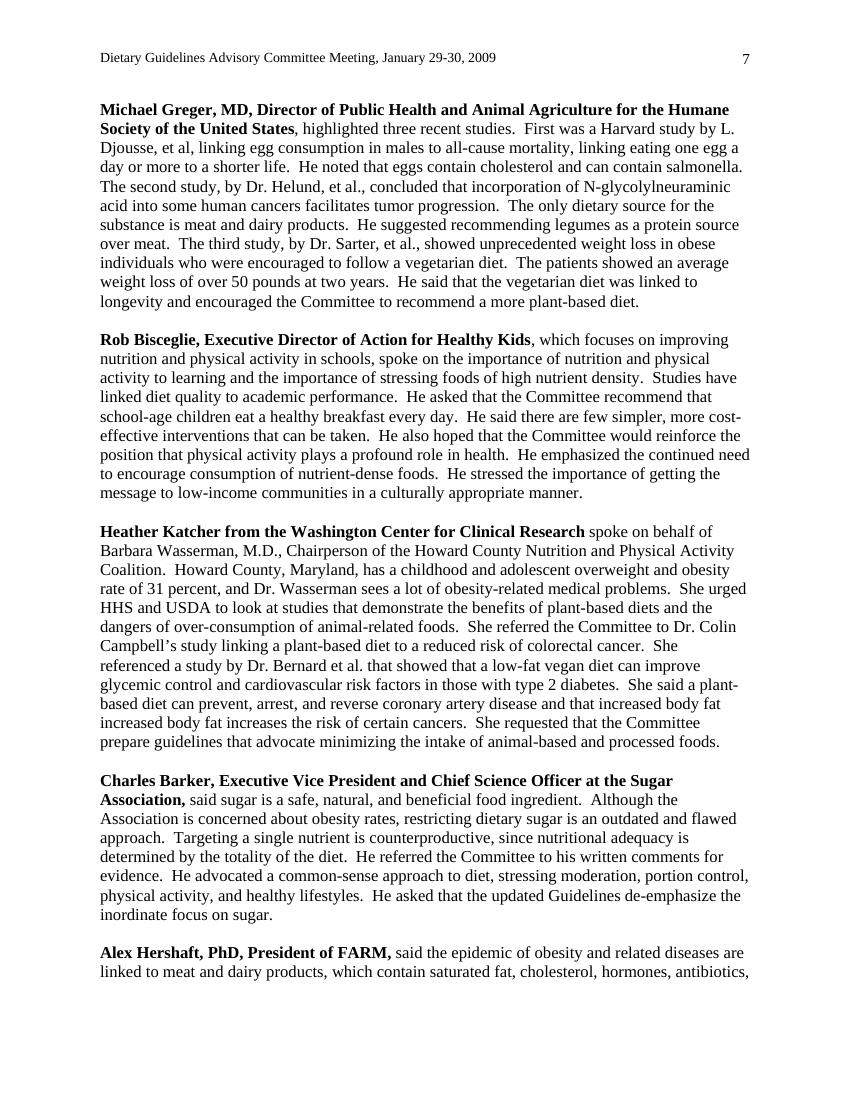 Dietary Guidelines Advisory Committee Meeting, January 29-30, 2009 7
Michael Greger, MD, Director of Public Health and Animal Agriculture for the Humane
Society of the United States, highlighted three recent studies. First was a Harvard study by L.
Djousse, et al, linking egg consumption in males to all-cause mortality, linking eating one egg a
day or more to a shorter life. He noted that eggs contain cholesterol and can contain salmonella.
The second study, by Dr. Helund, et al., concluded that incorporation of N-glycolylneuraminic
acid into some human cancers facilitates tumor progression. The only dietary source for the
substance is meat and dairy products. He suggested recommending legumes as a protein source
over meat. The third study, by Dr. Sarter, et al., showed unprecedented weight loss in obese
individuals who were encouraged to follow a vegetarian diet. The patients showed an average
weight loss of over 50 pounds at two years. He said that the vegetarian diet was linked to
longevity and encouraged the Committee to recommend a more plant-based diet.
Rob Bisceglie, Executive Director of Action for Healthy Kids, which focuses on improving
nutrition and physical activity in schools, spoke on the importance of nutrition and physical
activity to learning and the importance of stressing foods of high nutrient density. Studies have
linked diet quality to academic performance. He asked that the Committee recommend that
school-age children eat a healthy breakfast every day. He said there are few simpler, more cost-
effective interventions that can be taken. He also hoped that the Committee would reinforce the
position that physical activity plays a profound role in health. He emphasized the continued need
to encourage consumption of nutrient-dense foods. He stressed the importance of getting the
message to low-income communities in a culturally appropriate manner.
Heather Katcher from the Washington Center for Clinical Research spoke on behalf of
Barbara Wasserman, M.D., Chairperson of the Howard County Nutrition and Physical Activity
Coalition. Howard County, Maryland, has a childhood and adolescent overweight and obesity
rate of 31 percent, and Dr. Wasserman sees a lot of obesity-related medical problems. She urged
HHS and USDA to look at studies that demonstrate the benefits of plant-based diets and the
dangers of over-consumption of animal-related foods. She referred the Committee to Dr. Colin
Campbell’s study linking a plant-based diet to a reduced risk of colorectal cancer. She
referenced a study by Dr. Bernard et al. that showed that a low-fat vegan diet can improve
glycemic control and cardiovascular risk factors in those with type 2 diabetes. She said a plant-
based diet can prevent, arrest, and reverse coronary artery disease and that increased body fat
increased body fat increases the risk of certain cancers. She requested that the Committee
prepare guidelines that advocate minimizing the intake of animal-based and processed foods.
Charles Barker, Executive Vice President and Chief Science Officer at the Sugar
Association, said sugar is a safe, natural, and beneficial food ingredient. Although the
Association is concerned about obesity rates, restricting dietary sugar is an outdated and flawed
approach. Targeting a single nutrient is counterproductive, since nutritional adequacy is
determined by the totality of the diet. He referred the Committee to his written comments for
evidence. He advocated a common-sense approach to diet, stressing moderation, portion control,
physical activity, and healthy lifestyles. He asked that the updated Guidelines de-emphasize the
inordinate focus on sugar.
Alex Hershaft, PhD, President of FARM, said the epidemic of obesity and related diseases are
linked to meat and dairy products, which contain saturated fat, cholesterol, hormones, antibiotics,